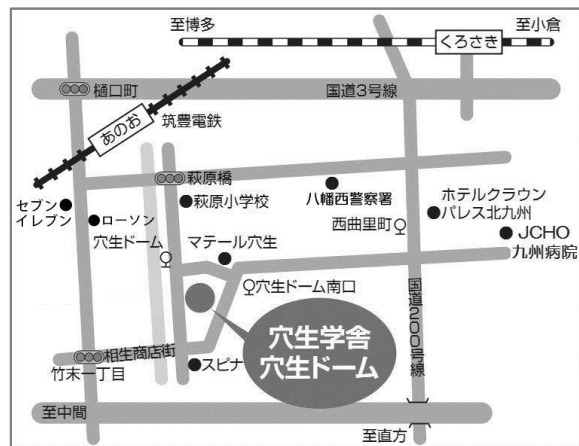 至博多
至小倉
くろさき
樋口町
国道3号線
あのお
筑豊電鉄
萩原橋
セブン
イレブン
ローソン
萩原小学校
八幡西警察署
ホテルクラウン
パレス北九州
西曲里町
JCHO
九州病院
穴生ドーム
マテール穴生
穴生ドーム南口
国道200号線
穴生学舎
穴生ドーム
相生商店街
竹末一丁目
スピナ
至中間
至直方